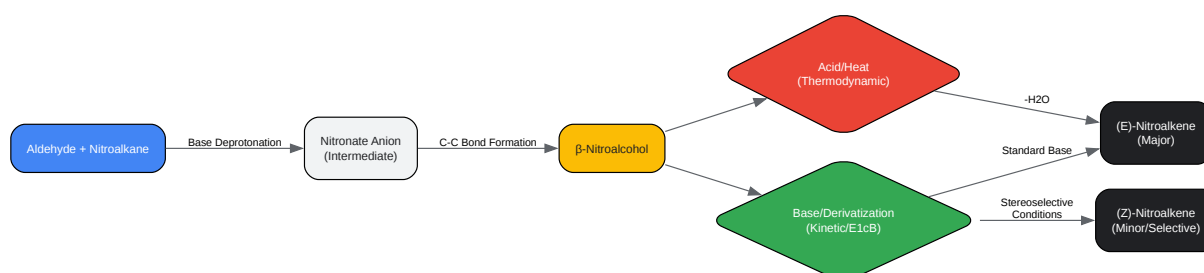 Aldehyde + Nitroalkane
Base Deprotonation
Nitronate Anion
(Intermediate)
C-C Bond Formation
β-Nitroalcohol
Acid/Heat
(Thermodynamic)
-H2O
(E)-Nitroalkene
(Major)
Base/Derivatization
(Kinetic/E1cB)
Standard Base
Stereoselective
Conditions
(Z)-Nitroalkene
(Minor/Selective)